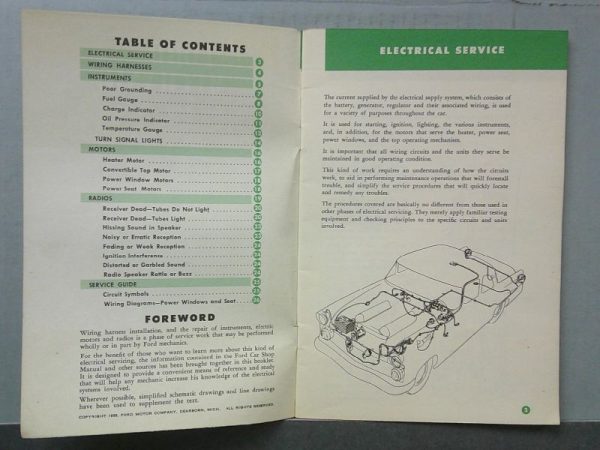 TABLE OF CONTENTS
ELECTRICAL SERVICE 3
WIRING HARNESSES 4
INSTRUMENTS
Poor Grounding 7
Fuel Gauge
Charge Indicator 10
Oil Pressure Indicator 11
Temperature Gauge
TURN SIGNAL LIGHTS 14
MOTORS
Heater Motor 16
Convertible Top Motor 17
Power Window Motors
Power Seat Motors
RADIOS
Receiver Dead—Tubes Do Not Light
Receiver Dead—Tubes Light
Hissing Sound in Speaker
Noisy or Erratic Reception
Fading or Weak Reception
Ignition Interference
Distorted or Garbled Sound
Radio Speaker Rattle or Buzz
SERVICE GUIDE
Circuit Symbols
Wiring Diagrams—Power Windows and Seat
FOREWORD
Wiring harness installation, and the repair of instruments, electric
motors and radios is a phase of service work that may be performed
wholly or in part by Ford mechanics.
For the benefit of those who want to learn more about this kind of
electrical servicing, the information contained in the Ford Car Shop
Manual and other sources has been brought together in this booklet.
It is designed to provide a convenient means of reference and study
that will help any mechanic increase his knowledge of the electrical
systems involved.
Wherever possible, simplified schematic drawings and line drawings
have been used to supplement the text.
COPYRIGHT FORD MOTOR COMPANY, DEARBORN, MICH. ALL RIGHTS RESERVED.
ELECTRICAL SERVICE
The current supplied by the electrical supply system, which consists of
the battery, generator, regulator and their associated wiring, is used
for a variety of purposes throughout the car.
It is used for starting, ignition, lighting, the various instruments,
and, in addition, for the motors that serve the heater, power seat,
power windows, and the top operating mechanism.
It is important that all wiring circuits and the units they serve be
maintained in good operating condition.
This kind of work requires an understanding of how the circuits
work, to aid in performing maintenance operations that will forestall
trouble, and simplify the service procedures that will quickly locate
and remedy any troubles.
The procedures covered are basically no different from those used in
other phases of electrical servicing. They merely apply familiar testing
equipment and checking principles to the specific circuits and units
involved.
3